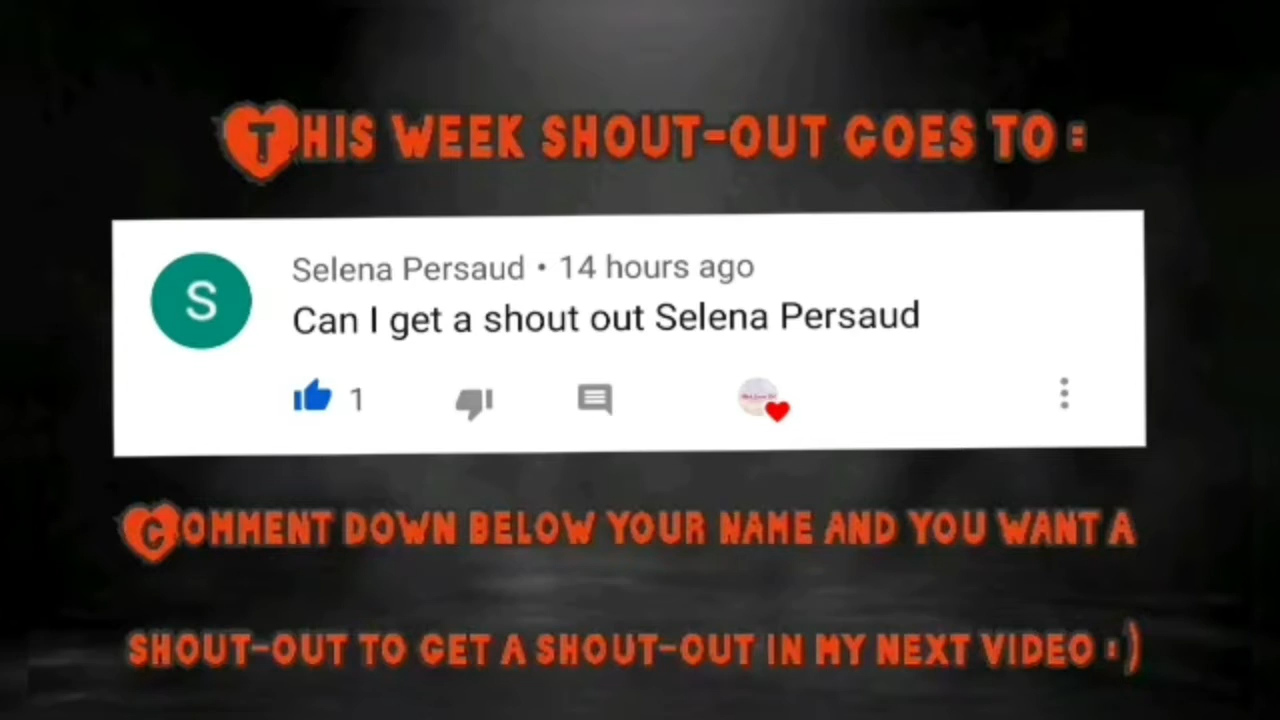 THIS WEEK SHOUT-OUT GOES TO :
S
Selena Persaud • 14 hours ago
Can I get a shout out Selena Persaud
1
COMMENT DOWN BELOW YOUR NAME AND YOU WANT A
SHOUT-OUT TO GET A SHOUT-OUT IN MY NEXT VIDEO :)